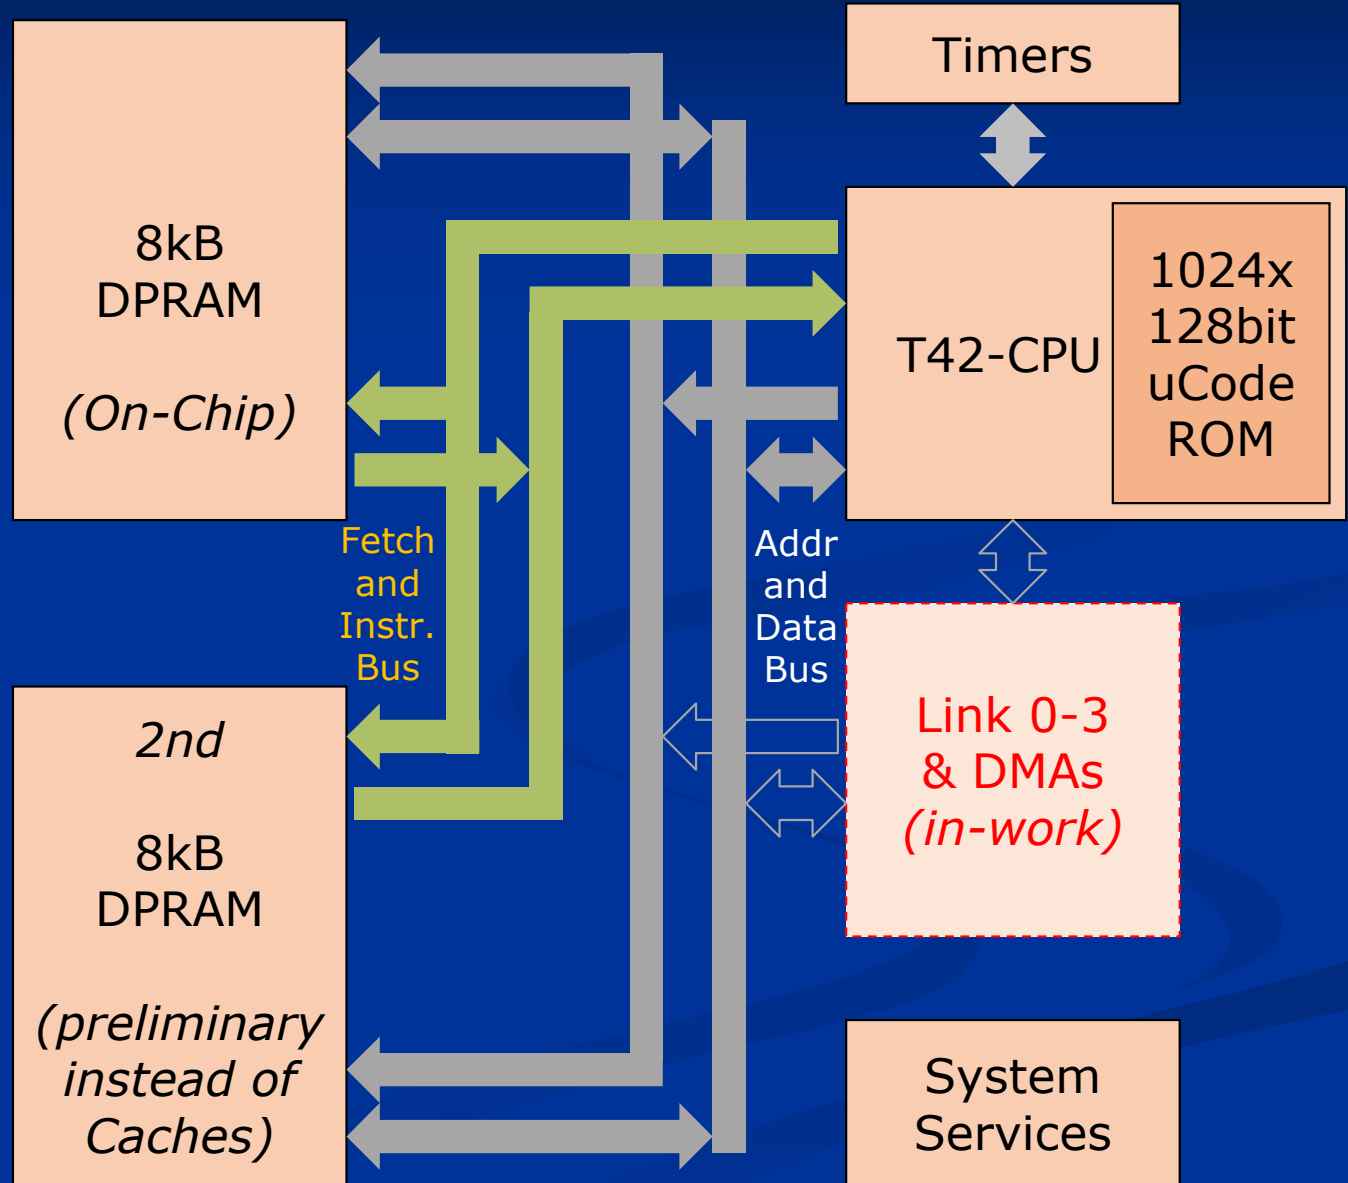 8kB
DPRAM
(On-Chip)
Timers
T42-CPU
1024x
128bit
uCode
ROM
Fetch
and
Instr.
Bus
Addr
and
Data
Bus
2nd
8kB
DPRAM
(preliminary
instead of
Caches)
Link 0-3
& DMAs
(in-work)
System
Services